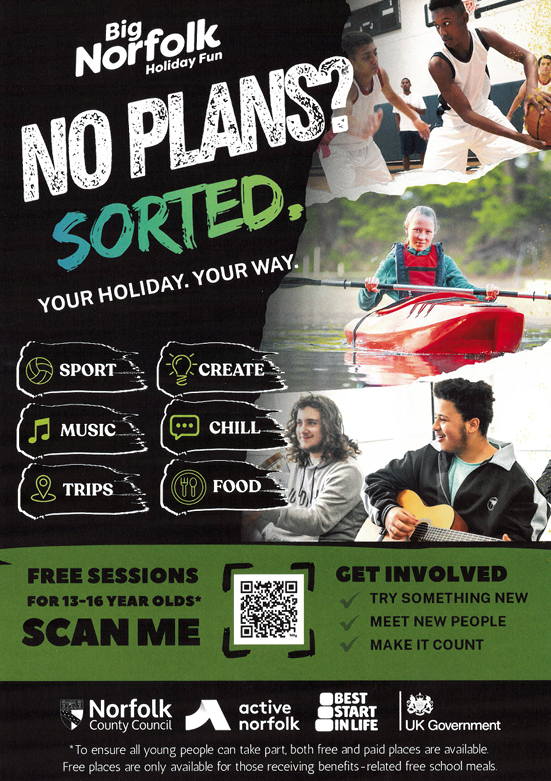 Big
Norfolk
Holiday Fun
NO PLANS?
SORTED.
YOUR HOLIDAY. YOUR WAY.
SPORT
CREATE
MUSIC
CHILL
TRIPS
FOOD
FREE SESSIONS
FOR 13-16 YEAR OLDS*
SCAN ME
GET INVOLVED
TRY SOMETHING NEW
MEET NEW PEOPLE
MAKE IT COUNT
Norfolk
County Council
active
norfolk
BEST
START
IN LIFE
UK Government
*To ensure all young people can take part, both free and paid places are available.
Free places are only available for those receiving benefits-related free school meals.